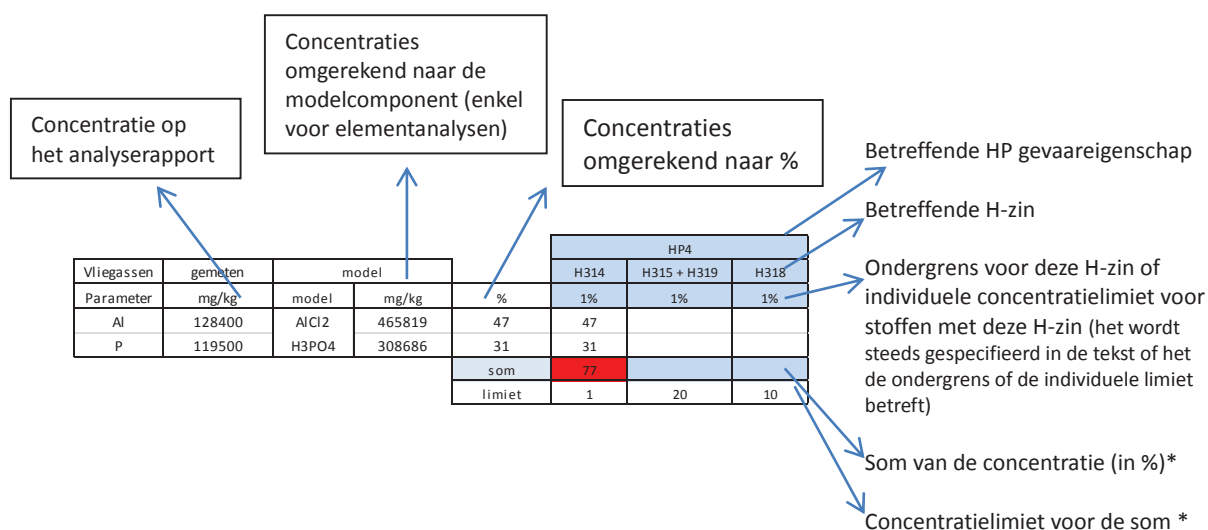 Concentratie op
het analyserapport
Concentraties
omgerekend naar de
modelcomponent (enkel
voor elementanalysen)
Concentraties
omgerekend naar %
Betreffende HP gevaareigenschap
Betreffende H-zin
Ondergrens voor deze H-zin of
individuele concentratielimiet voor
stoffen met deze H-zin (het wordt
steeds gespecifieerd in de tekst of het
de ondergrens of de individuele limiet
betreft)
Som van de concentratie (in %)*
Concentratielimiet voor de som *
HP4
Vliegassen gemeten model H314 H315 + H319 H318
Parameter mg/kg model mg/kg % 1% 1% 1%
Al 128400 AlCl2 465819 47 47
P 119500 H3PO4 308686 31 31
som 77
limiet 1 20 10